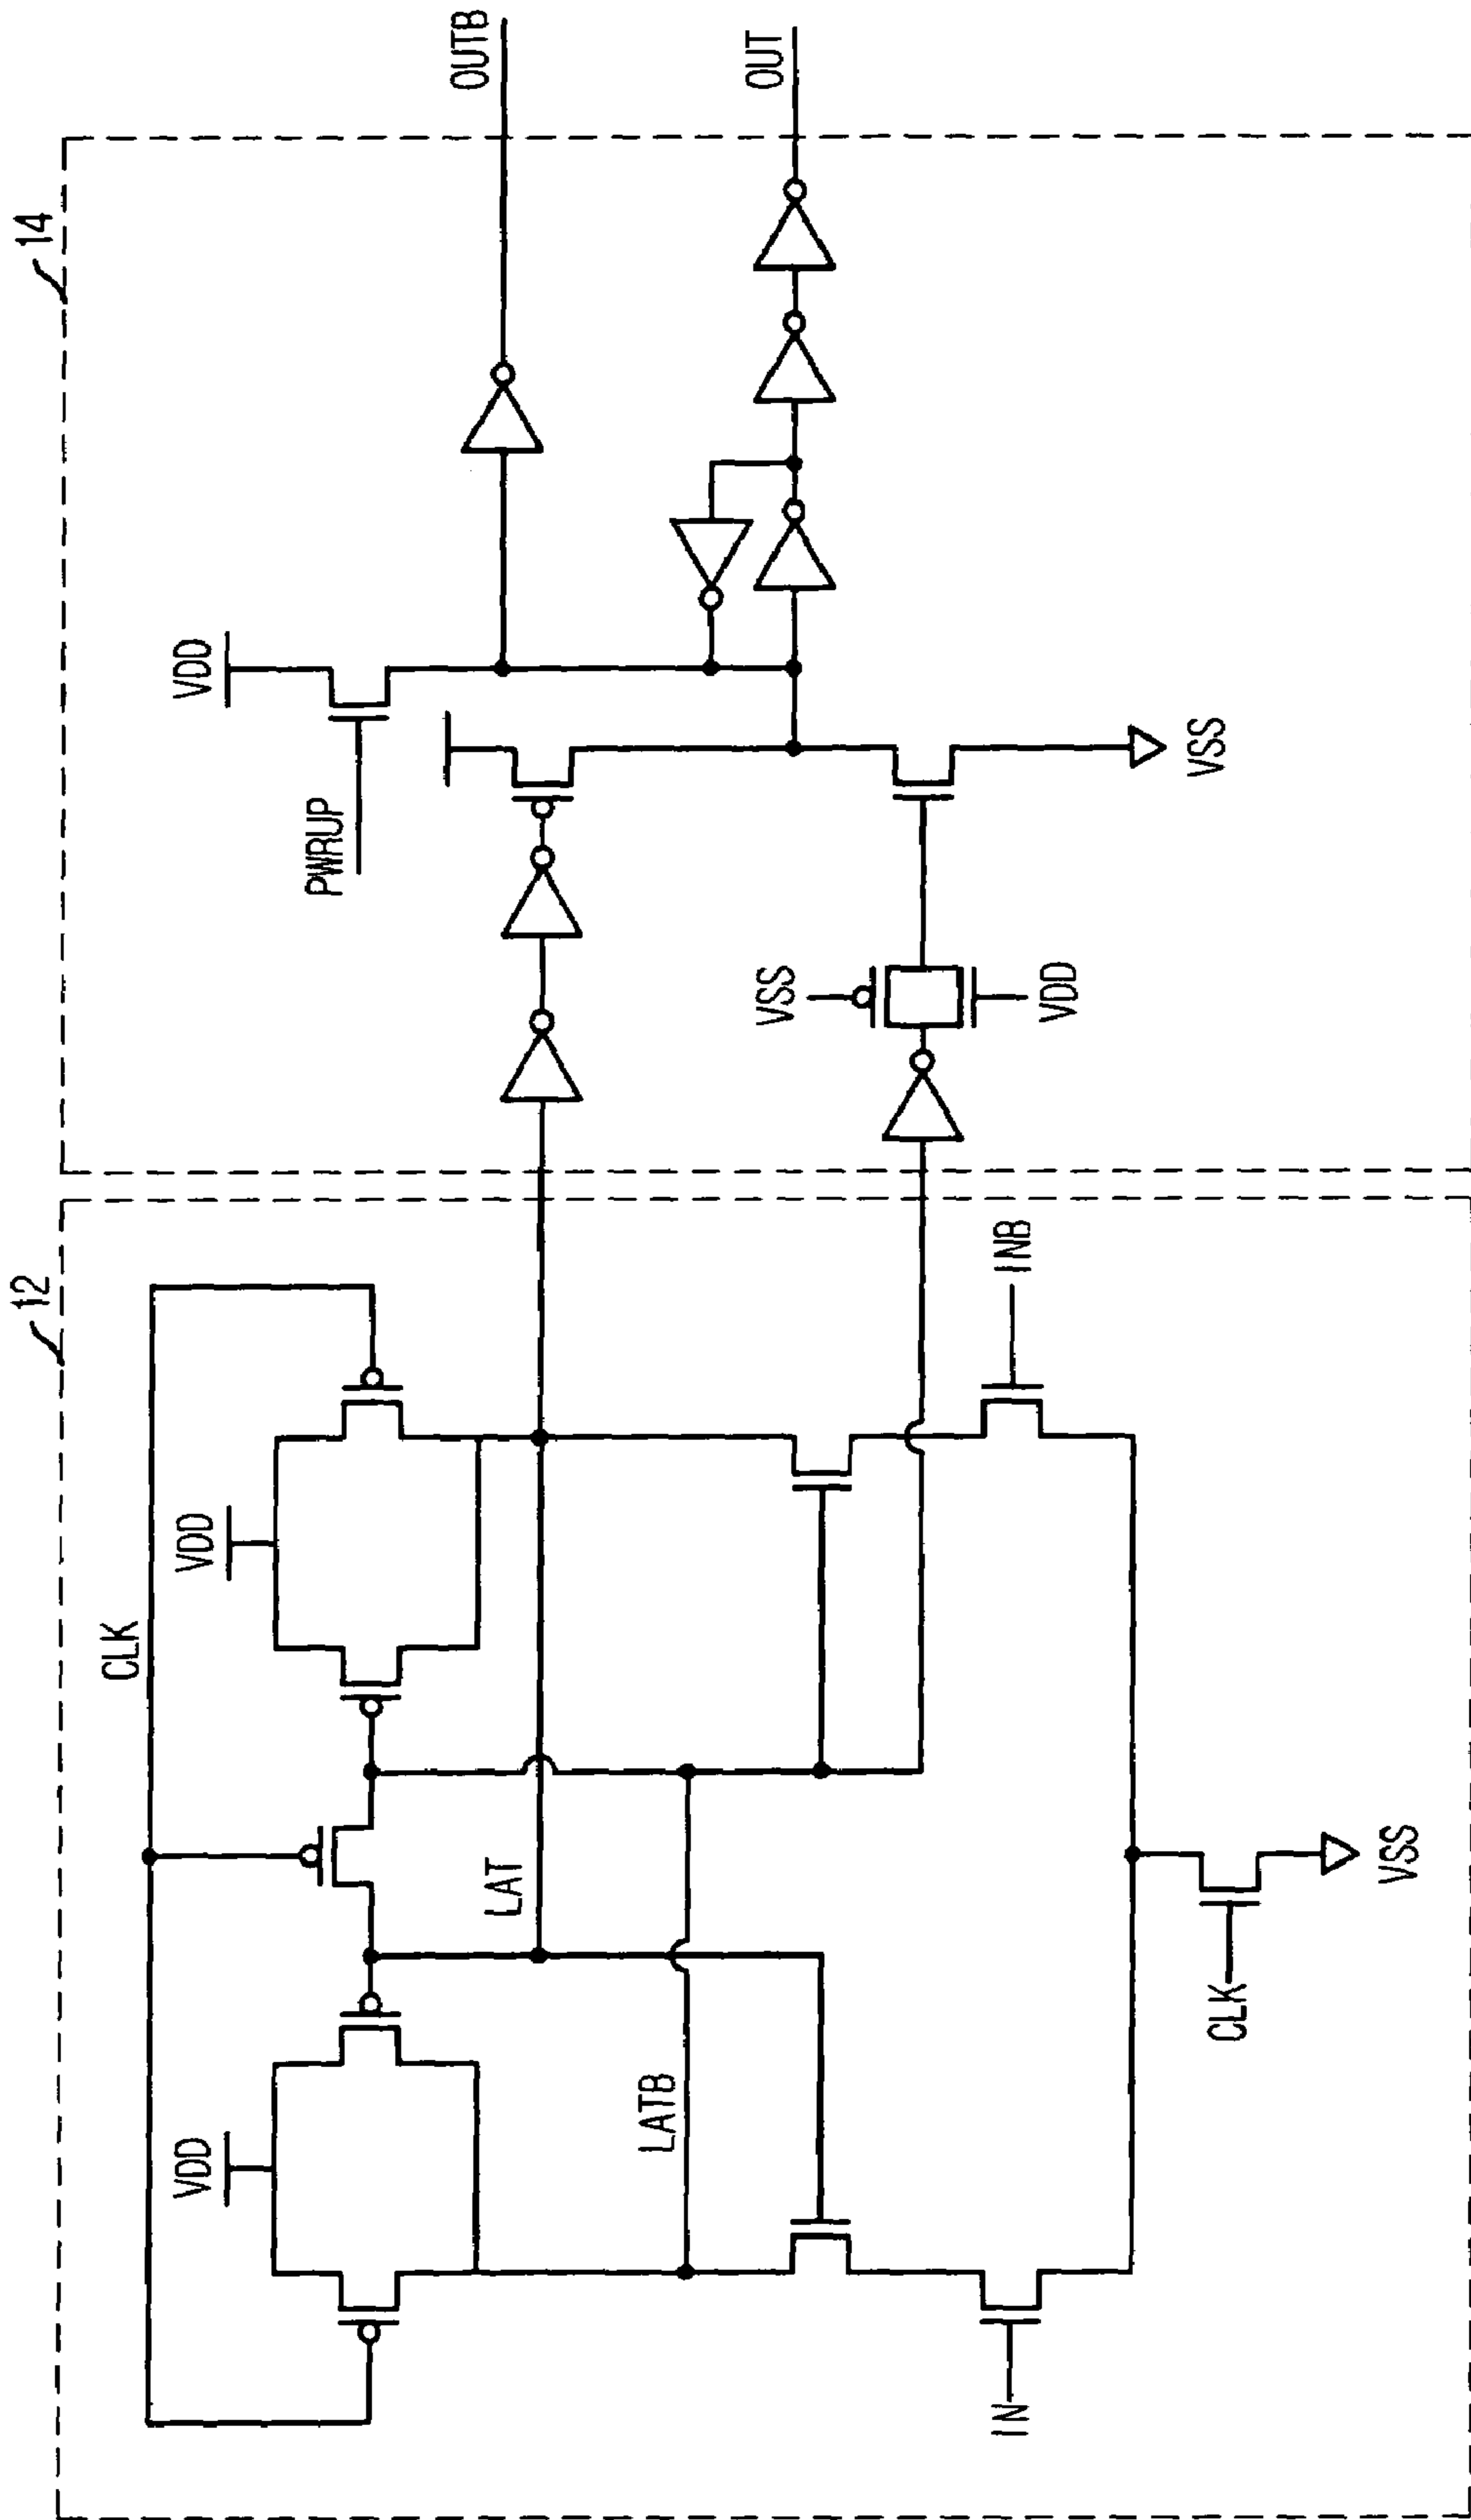 12
14
CLK
VDD
VDD
LAT
LATB
IN
INB
CLK
VSS
VDD
PWRUP
VSS
VDD
VSS
OUTB
OUT